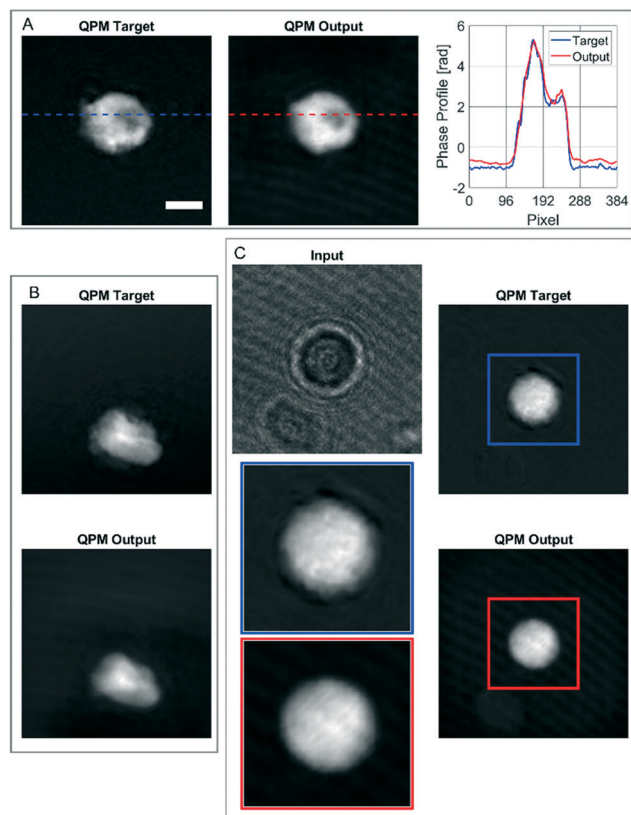 A
QPM Target
QPM Output
Phase Profile [rad]
6
4
2
0
-2
Target
Output
0 96 192 288 384
Pixel
B
QPM Target
QPM Output
C
Input
QPM Target
QPM Output